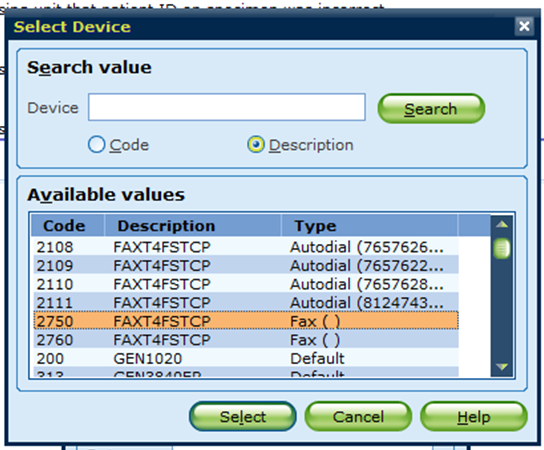 sing unit that patient ID on specimen was incorrect
Select Device
Search value
Device
Search
Code
Description
Available values
Code Description Type
2108 FAXT4FSTCP Autodial (7657626...
2109 FAXT4FSTCP Autodial (7657622...
2110 FAXT4FSTCP Autodial (7657628...
2111 FAXT4FSTCP Autodial (8124743...
2750 FAXT4FSTCP Fax ( )
2760 FAXT4FSTCP Fax ( )
200 GEN1020 Default
313 Default
Select Cancel Help